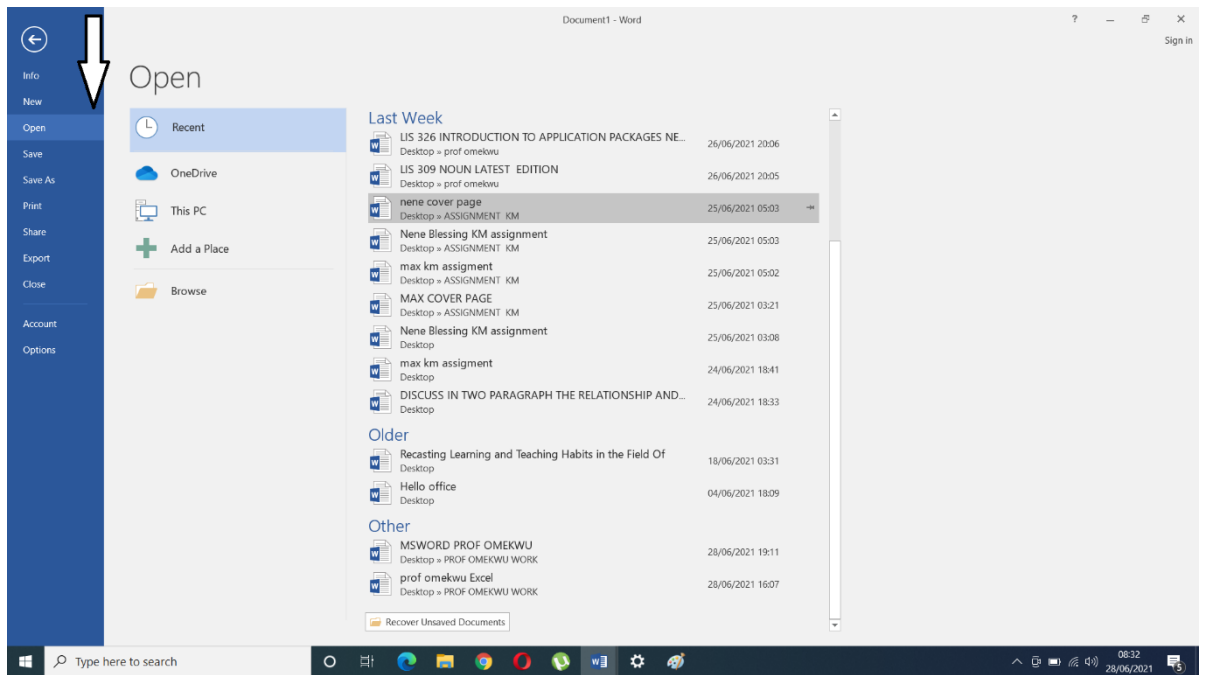 Document1 - Word
?
Sign in
Info
New
Open
Save
Save As
Print
Share
Export
Close
Account
Options
Open
Recent
OneDrive
This PC
Add a Place
Browse
Last Week
LIS 326 INTRODUCTION TO APPLICATION PACKAGES NE...
Desktop » prof omekwu
26/06/2021 20:06
LIS 309 NOUN LATEST EDITION
Desktop » prof omekwu
26/06/2021 20:05
nene cover page
Desktop » ASSIGNMENT KM
25/06/2021 05:03
Nene Blessing KM assignment
Desktop » ASSIGNMENT KM
25/06/2021 05:03
max km assigment
Desktop » ASSIGNMENT KM
25/06/2021 05:02
MAX COVER PAGE
Desktop » ASSIGNMENT KM
25/06/2021 03:21
Nene Blessing KM assignment
Desktop
25/06/2021 03:08
max km assigment
Desktop
24/06/2021 18:41
DISCUSS IN TWO PARAGRAPH THE RELATIONSHIP AND...
Desktop
24/06/2021 18:33
Older
Recasting Learning and Teaching Habits in the Field Of
Desktop
18/06/2021 03:31
Hello office
Desktop
04/06/2021 18:09
Other
MSWORD PROF OMEKWU
Desktop » PROF OMEKWU WORK
28/06/2021 19:11
prof omekwu Excel
Desktop » PROF OMEKWU WORK
28/06/2021 16:07
Recover Unsaved Documents
Type here to search
08:32
28/06/2021
5